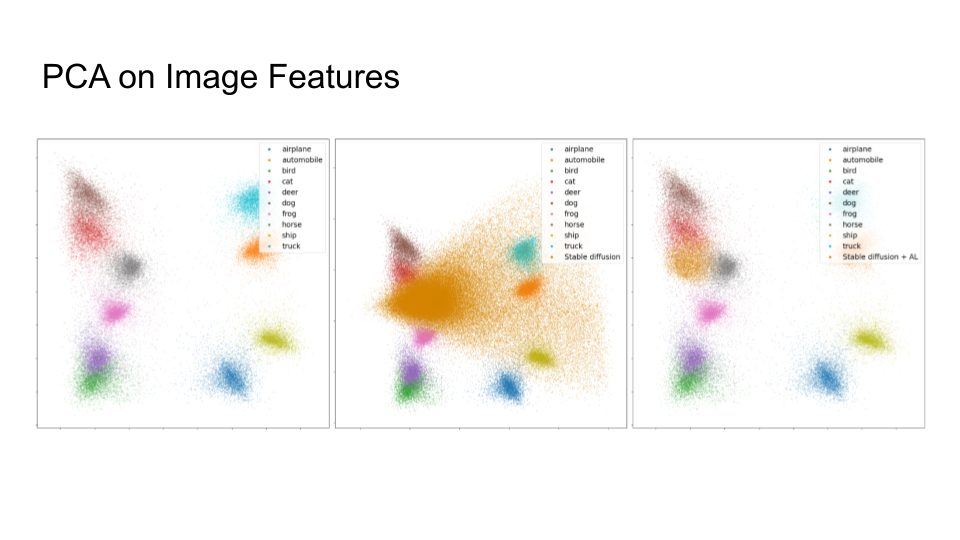 PCA on Image Features
airplane
automobile
bird
cat
deer
dog
frog
horse
ship
truck
airplane
automobile
bird
cat
deer
dog
frog
horse
ship
truck
Stable diffusion
airplane
automobile
bird
cat
deer
dog
frog
horse
ship
truck
Stable diffusion + AL